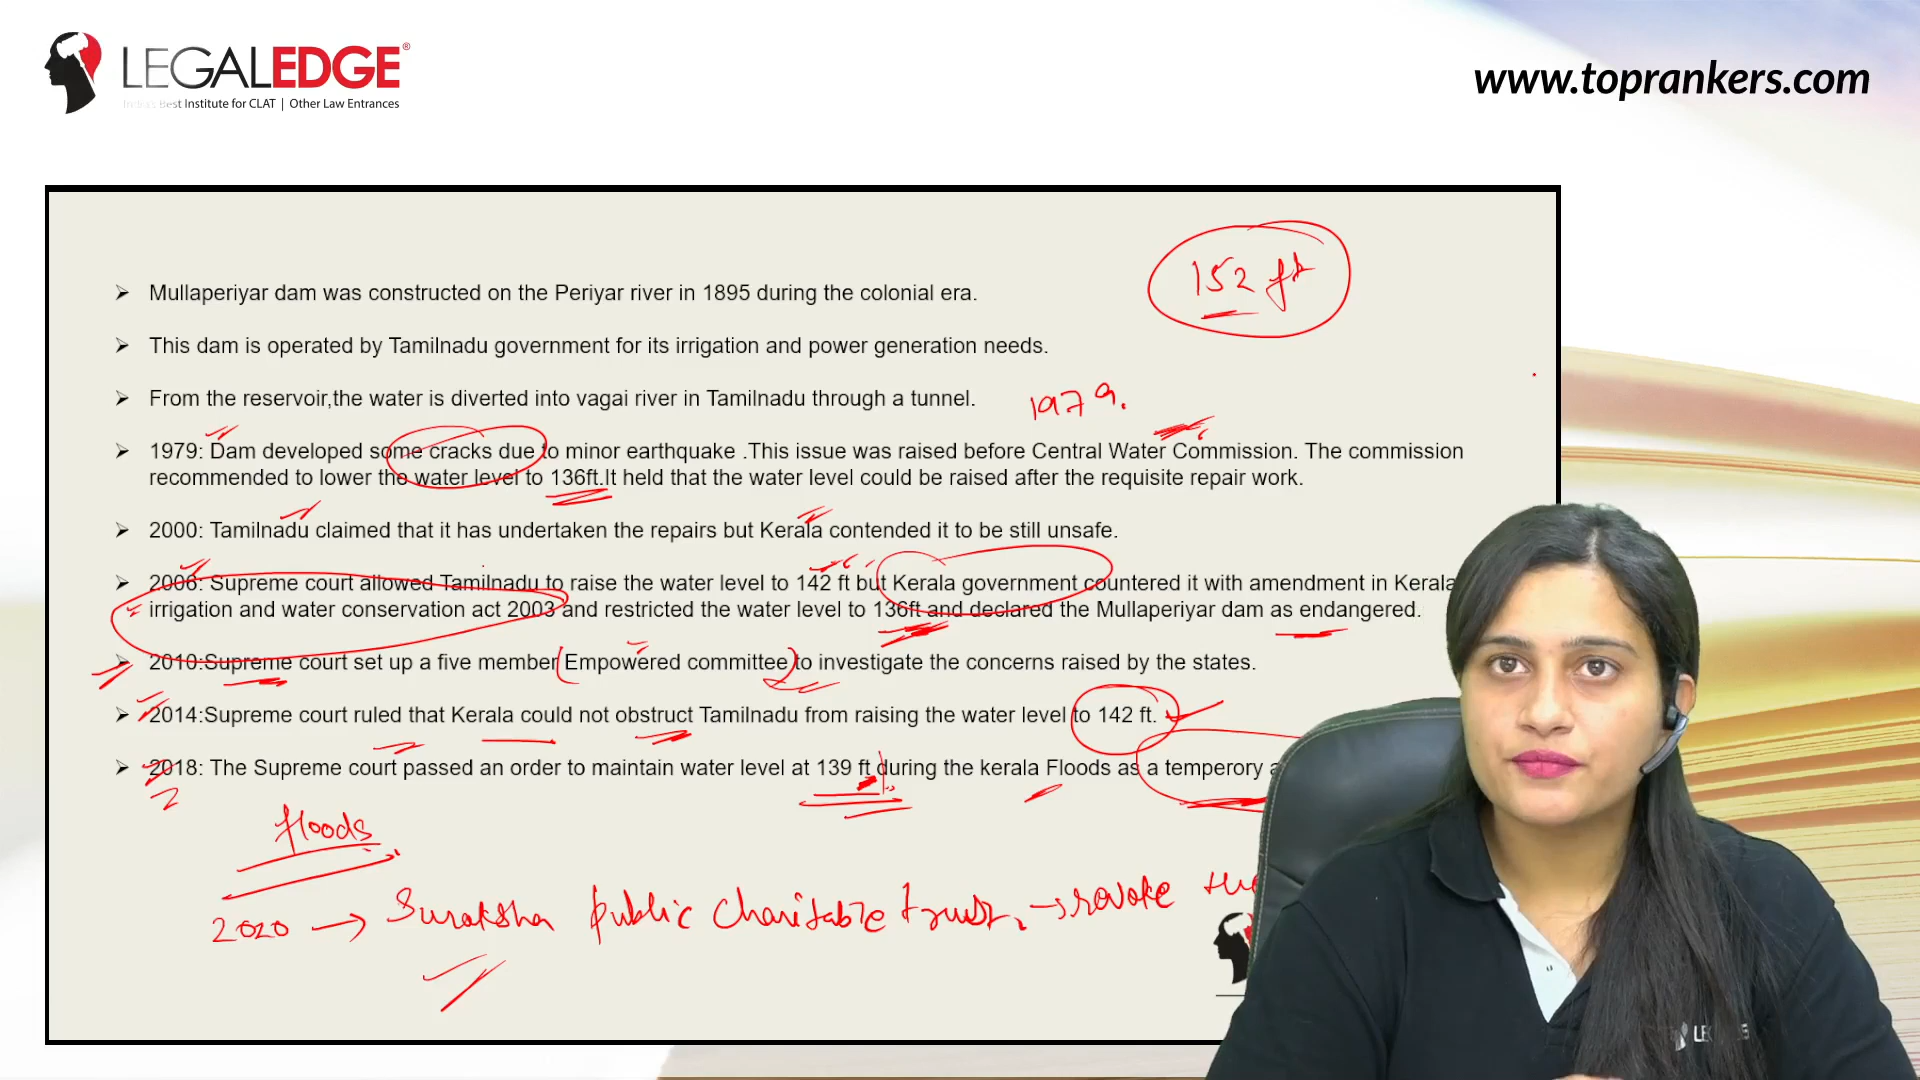 LEGALEDGE®
India's Best Institute for CLAT | Other Law Entrances
www.toprankers.com
152 ft
➢ Mullaperiyar dam was constructed on the Periyar river in 1895 during the colonial era.
➢ This dam is operated by Tamilnadu government for its irrigation and power generation needs.
➢ From the reservoir,the water is diverted into vagai river in Tamilnadu through a tunnel.
1979.
➢ 1979: Dam developed some cracks due to minor earthquake .This issue was raised before Central Water Commission. The commission
recommended to lower the water level to 136ft.It held that the water level could be raised after the requisite repair work.
➢ 2000: Tamilnadu claimed that it has undertaken the repairs but Kerala contended it to be still unsafe.
➢ 2006: Supreme court allowed Tamilnadu to raise the water level to 142 ft but Kerala government countered it with amendment in Kerala
irrigation and water conservation act 2003 and restricted the water level to 136ft and declared the Mullaperiyar dam as endangered.
➢ 2010:Supreme court set up a five member Empowered committee to investigate the concerns raised by the states.
➢ 2014:Supreme court ruled that Kerala could not obstruct Tamilnadu from raising the water level to 142 ft.
➢ 2018: The Supreme court passed an order to maintain water level at 139 ft during the kerala Floods as a temperory
floods
2020 → Suraksha public charitable trust, → revoke the